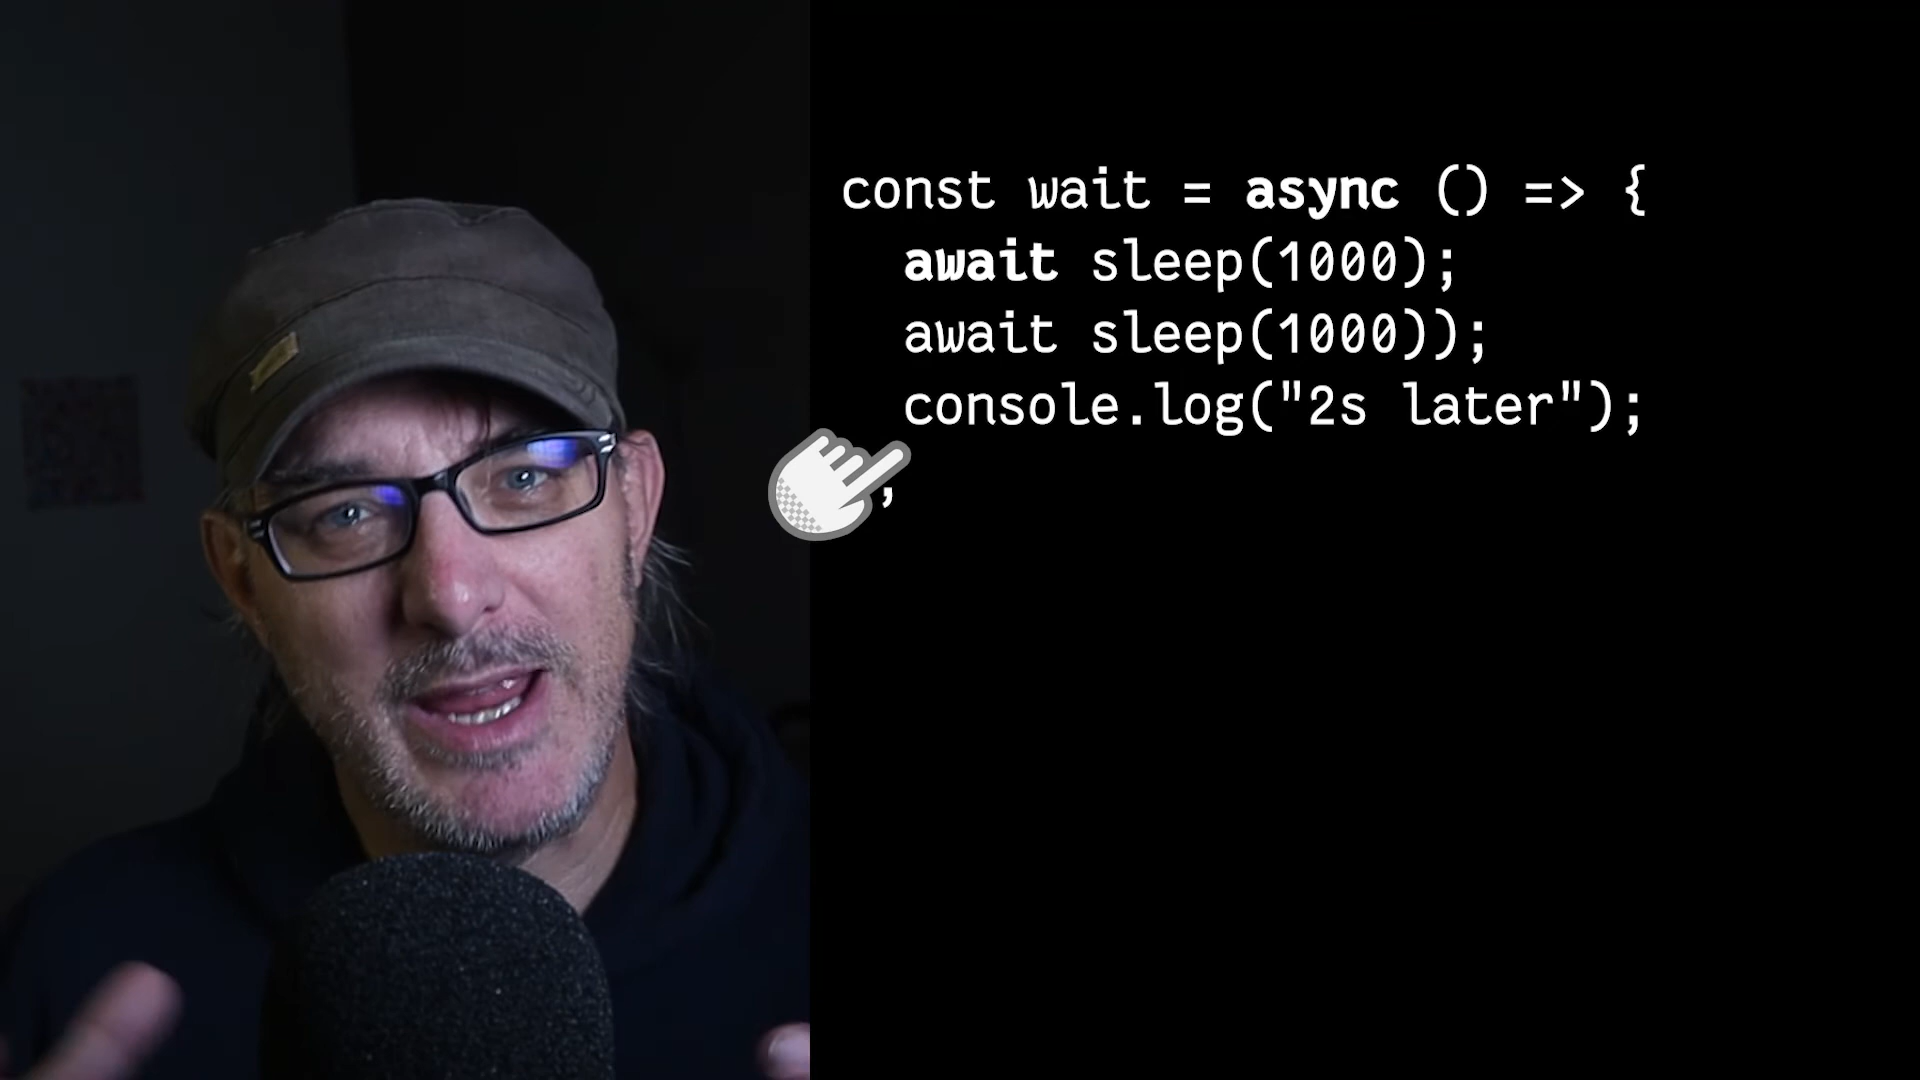 const wait = async () => {
  await sleep(1000);
  await sleep(1000));
  console.log("2s later");
;